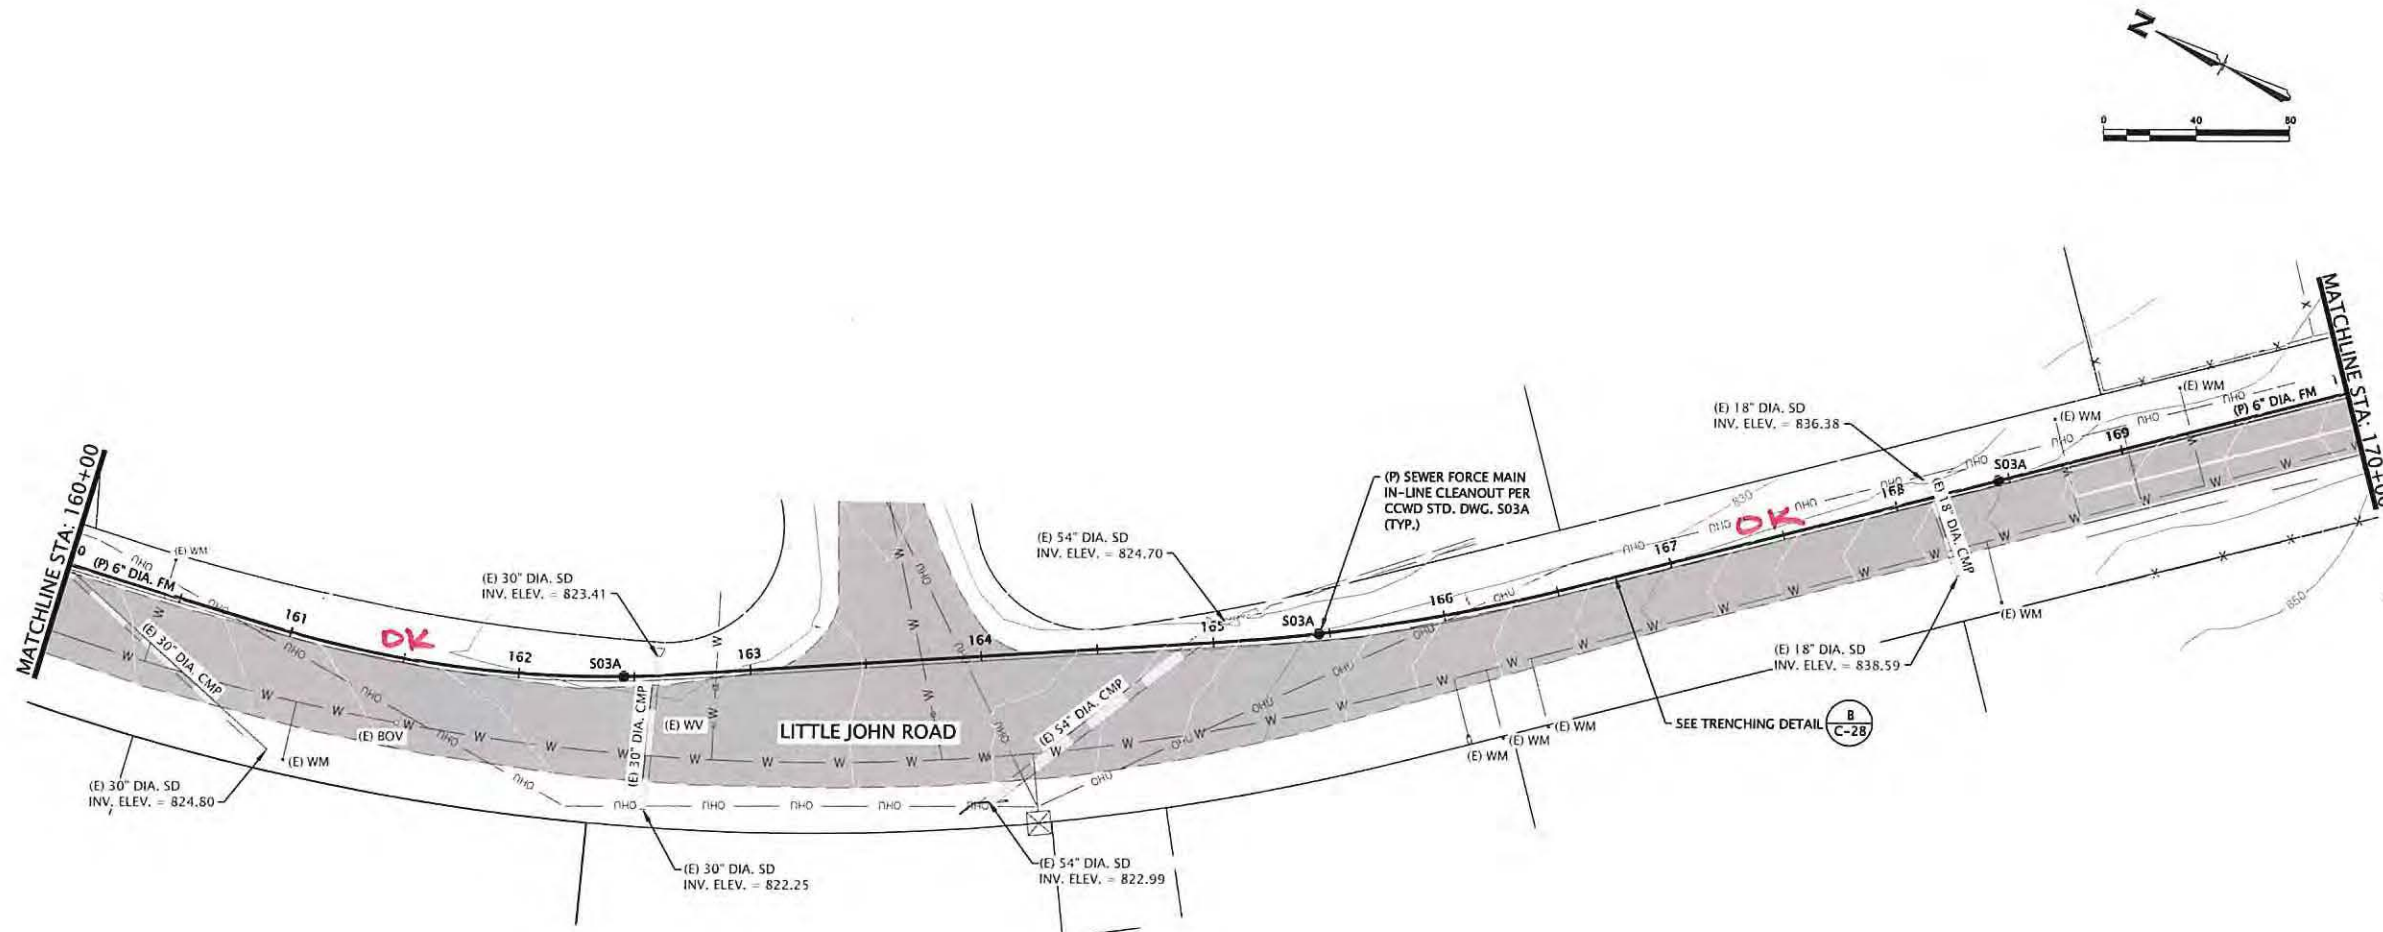 N
0 40 80
MATCHLINE STA: 160+00
0
(P) 6" DIA. FM
(E) WM
OHU
161
OK
162
S03A
163
164
165
S03A
166
167
OK
168
S03A
169
(P) 6" DIA. FM
1
MATCHLINE STA: 170+00
(E) 30" DIA. SD
INV. ELEV. = 823.41
(E) 54" DIA. SD
INV. ELEV. = 824.70
(P) SEWER FORCE MAIN
IN-LINE CLEANOUT PER
CCWD STD. DWG. S03A
(TYP.)
(E) 18" DIA. SD
INV. ELEV. = 836.38
830
(E) WM
(E) WM
(E) 30" DIA. CMP
(E) BOV
(E) WM
(E) 30" DIA. CMP
(E) WV
W
LITTLE JOHN ROAD
(E) 54" DIA. CMP
(E) 18" DIA. CMP
X
(E) WM
850
(E) WM
(E) WM
(E) WM
SEE TRENCHING DETAIL
B
C-28
(E) 18" DIA. SD
INV. ELEV. = 838.59
(E) 30" DIA. SD
INV. ELEV. = 824.80
(E) 30" DIA. SD
INV. ELEV. = 822.25
(E) 54" DIA. SD
INV. ELEV. = 822.99